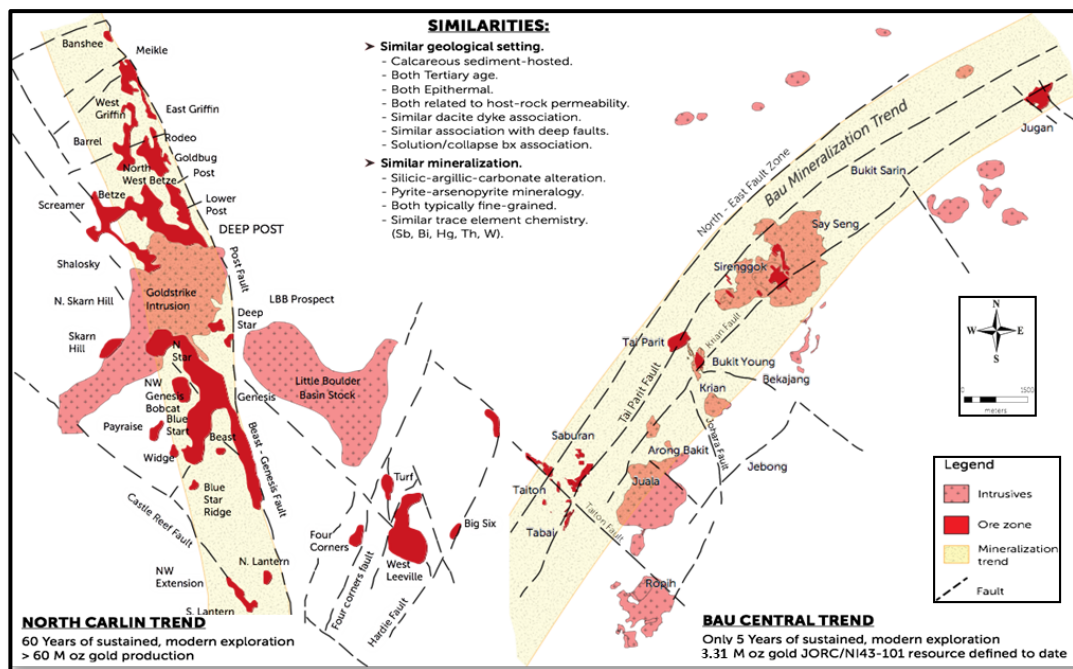 SIMILARITIES:
➤ Similar geological setting.
- Calcareous sediment-hosted.
- Both Tertiary age.
- Both Epithermal.
- Both related to host-rock permeability.
- Similar dacite dyke association.
- Similar association with deep faults.
- Solution/collapse bx association.
➤ Similar mineralization.
- Silicic-argillic-carbonate alteration.
- Pyrite-arsenopyrite mineralogy.
- Both typically fine-grained.
- Similar trace element chemistry.
(Sb, Bi, Hg, Th, W).
Banshee
Meikle
West
Griffin
East Griffin
Barrel
Rodeo
Goldbug
North
West Betze
Post
Betze
Screamer
Lower
Post
DEEP POST
Post Fault
Shalosky
Goldstrike
Intrusion
N. Skarn Hill
LBB Prospect
Deep
Star
Skarn
Hill
N
Star
Little Boulder
Basin Stock
NW
Genesis
Bobcat
Genesis
Payraise
Blue
Start
Beast
Widge
Beast - Genesis Fault
Blue
Star
Ridge
Castle Reef Fault
Turf
Big Six
Four
Corners
West
Leeville
Four corners fault
Hardie Fault
N. Lantern
NW
Extension
S. Lantern
NORTH CARLIN TREND
60 Years of sustained, modern exploration
> 60 M oz gold production
Jugan
Bau Mineralization Trend
North - East Fault Zone
Bukit Sarin
Say Seng
Sirenggok
Krian Fault
Tai Parit
Bukit Young
Bekajang
Krian
Tai Parit Fault
Johara Fault
Saburan
Arong Bakit
Jebong
Taiton
Juala
Tabai
Taiton Fault
Ropih
BAU CENTRAL TREND
Only 5 Years of sustained, modern exploration
3.31 M oz gold JORC/NI43-101 resource defined to date
N
W E
S
0 1500
meters
Legend
Intrusives
Ore zone
Mineralization
trend
Fault